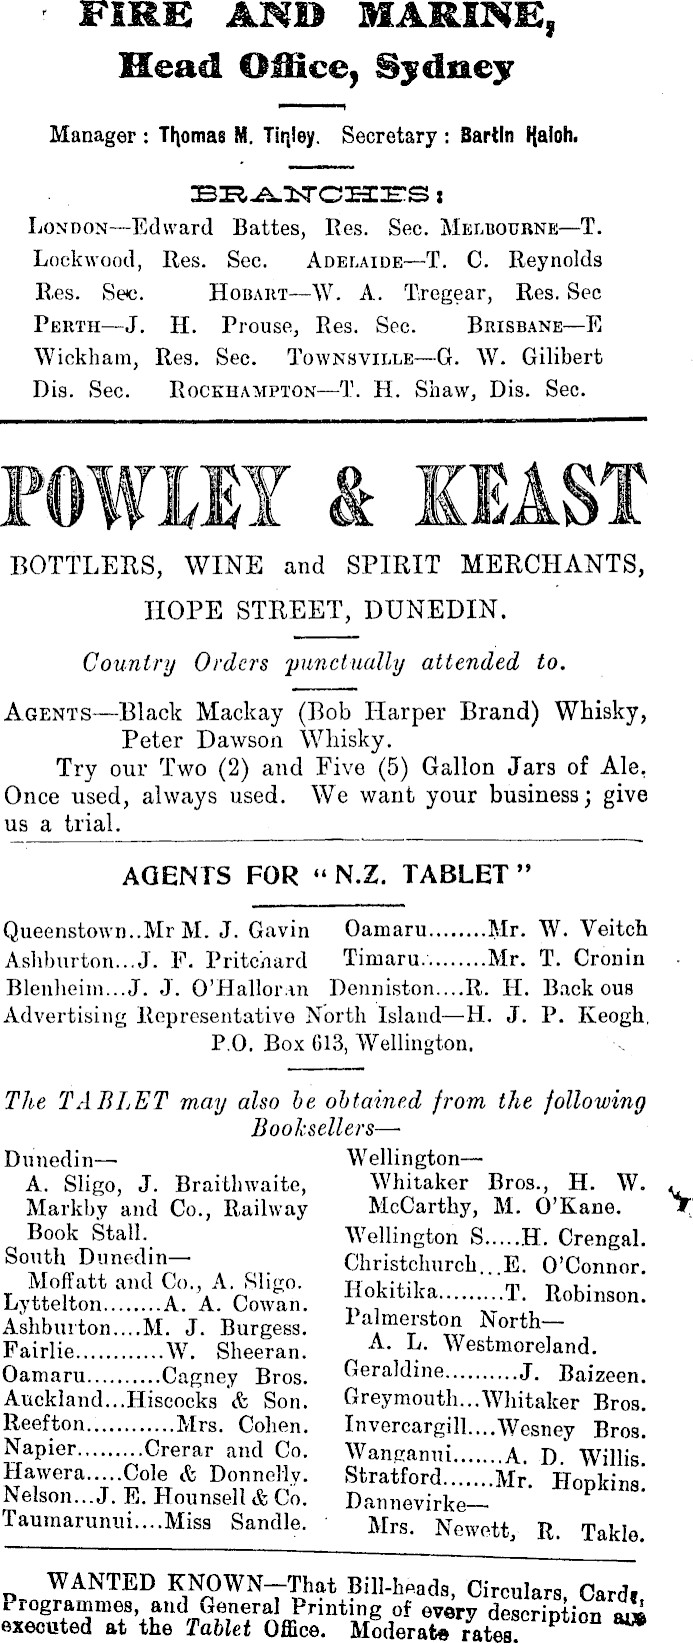 FIRE AND MARINE,
Head Office, Sydney
Manager : Thomas M. Tinley. Secretary : Bartin Haloh.
BRANCHES :
LONDON—Edward Battes, Res. Sec. MELBOURNE—T.
Lockwood, Res. Sec. ADELAIDE—T. C. Reynolds
Res. Sec. HOBART—W. A. Tregear, Res. Sec
PERTH—J. H. Prouse, Res. Sec. BRISBANE—E
Wickham, Res. Sec. TOWNSVILLE—G. W. Gilibert
Dis. Sec. ROCKHAMPTON—T. H. Shaw, Dis. Sec.
POWLEY & KEAST
BOTTLERS, WINE and SPIRIT MERCHANTS,
HOPE STREET, DUNEDIN.
Country Orders punctually attended to.
AGENTS—Black Mackay (Bob Harper Brand) Whisky,
Peter Dawson Whisky.
Try our Two (2) and Five (5) Gallon Jars of Ale.
Once used, always used. We want your business; give
us a trial.
AGENTS FOR "N.Z. TABLET"
Queenstown..Mr M. J. Gavin
Ashburton...J. F. Pritchard
Blenheim...J. J. O'Halloran
Oamaru........Mr. W. Veitch
Timaru.........Mr. T. Cronin
Denniston....R. H. Back ous
Advertising Representative North Island—H. J. P. Keogh,
P.O. Box 613, Wellington.
The TABLET may also be obtained from the following
Booksellers—
Dunedin—
A. Sligo, J. Braithwaite,
Markby and Co., Railway
Book Stall.
South Dunedin—
Moffatt and Co., A. Sligo.
Lyttelton........A. A. Cowan.
Ashburton....M. J. Burgess.
Fairlie............W. Sheeran.
Oamaru..........Cagney Bros.
Auckland...Hiscocks & Son.
Reefton............Mrs. Cohen.
Napier.........Crerar and Co.
Hawera.....Cole & Donnelly.
Nelson...J. E. Hounsell & Co.
Taumarunui....Miss Sandle.
Wellington—
Whitaker Bros., H. W.
McCarthy, M. O'Kane.
Wellington S.....H. Crengal.
Christchurch...E. O'Connor.
Hokitika.........T. Robinson.
Palmerston North—
A. L. Westmoreland.
Geraldine..........J. Baizeen.
Greymouth...Whitaker Bros.
Invercargill....Wesney Bros.
Wanganui.......A. D. Willis.
Stratford.......Mr. Hopkins.
Dannevirke—
Mrs. Newett, R. Takle.
WANTED KNOWN—That Bill-heads, Circulars, Cards,
Programmes, and General Printing of every description are
executed at the Tablet Office. Moderate rates.